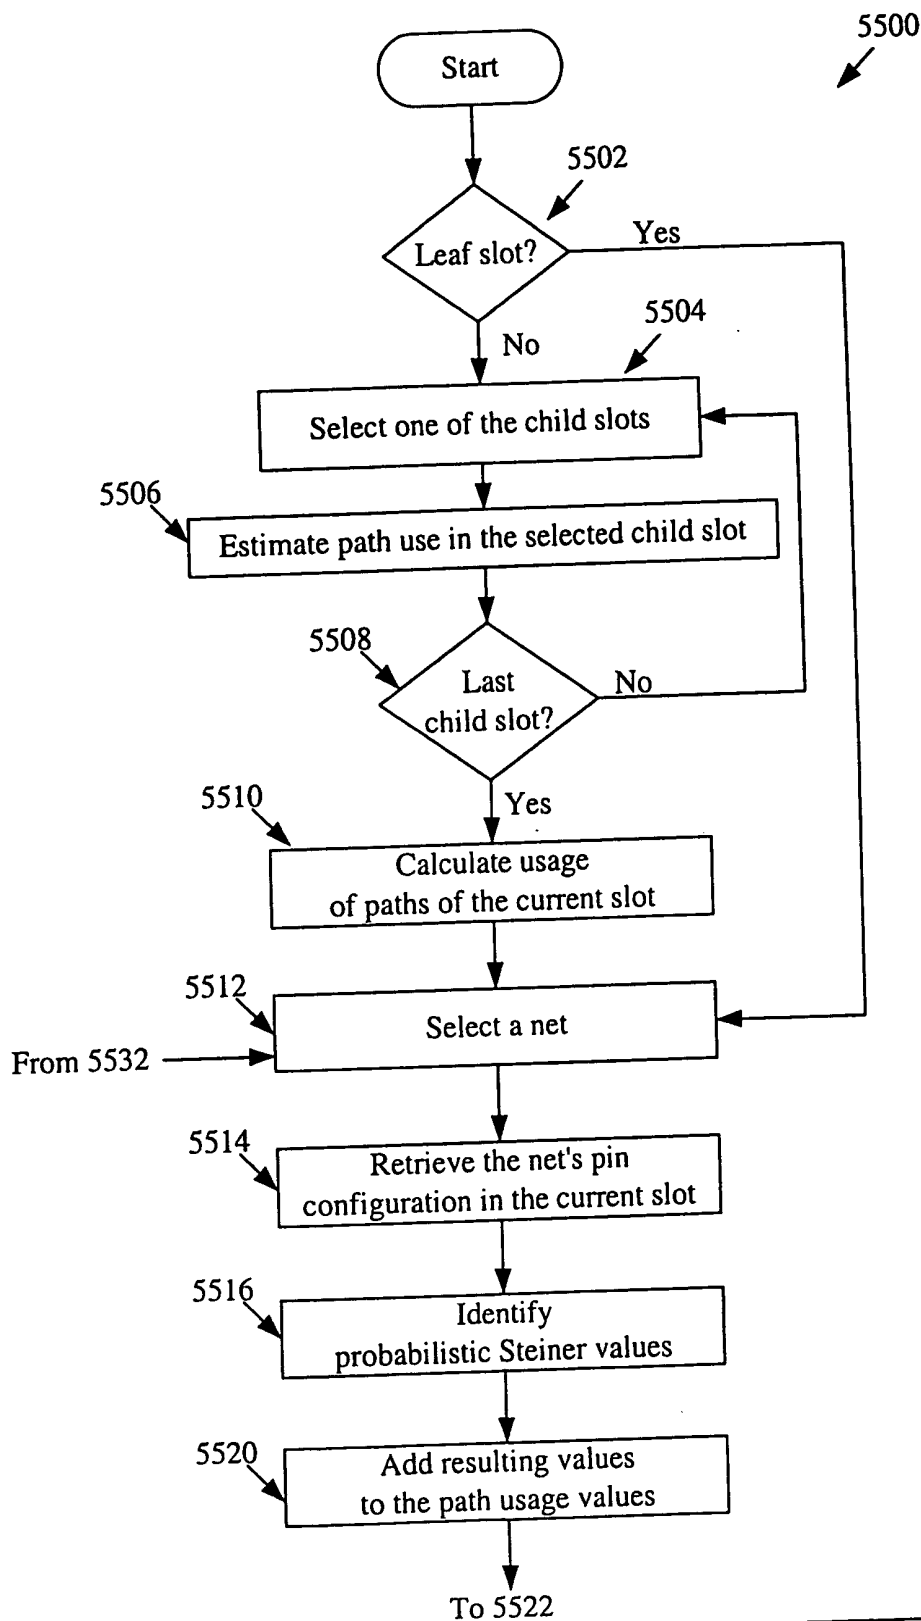 5500
Start
5502
Leaf slot?
Yes
No
5504
Select one of the child slots
5506
Estimate path use in the selected child slot
5508
Last
child slot?
No
Yes
5510
Calculate usage
of paths of the current slot
5512
Select a net
From 5532
5514
Retrieve the net's pin
configuration in the current slot
5516
Identify
probabilistic Steiner values
5520
Add resulting values
to the path usage values
To 5522